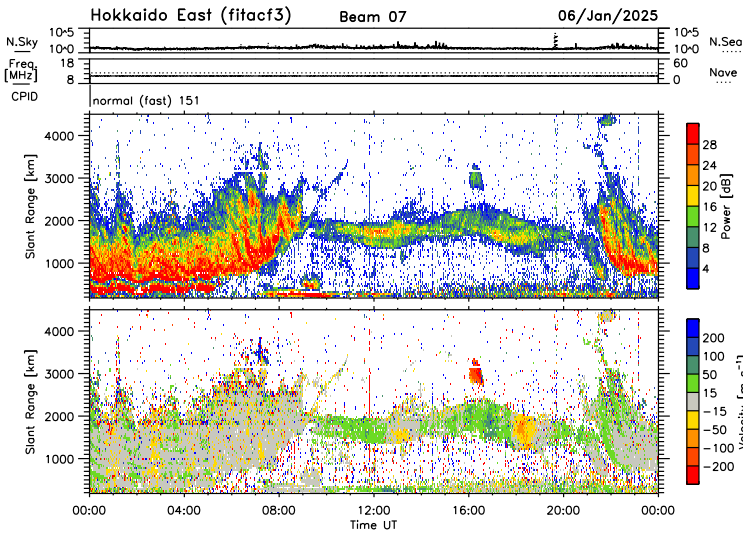 Hokkaido East (fitacf3) Beam 07 06/Jan/2025
N.Sky 10^5 10^0 10^5 10^0 N.Sea
Freq. [MHz] 18 8 60 0 Nave
CPID normal (fast) 151
Slant Range [km] 4000 3000 2000 1000
28 24 20 16 12 8 4 Power [dB]
Slant Range [km] 4000 3000 2000 1000
200 100 50 15 -15 -50 -100 -200
00:00 04:00 08:00 12:00 16:00 20:00 00:00
Time UT